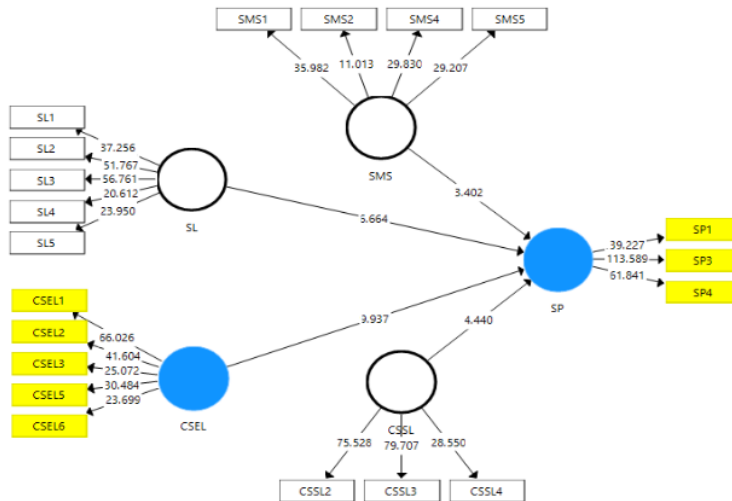 SMS1
SMS2
SMS4
SMS5
35.982
11.013
29.830
29.207
SMS
SL1
SL2
SL3
SL4
SL5
37.256
51.767
56.761
20.612
23.950
SL
3.402
6.664
SP
SP1
SP3
SP4
39.227
113.589
61.841
CSEL1
CSEL2
CSEL3
CSEL5
CSEL6
66.026
41.604
25.072
30.484
23.699
CSEL
9.937
4.440
CSSL
75.528
79.707
28.550
CSSL2
CSSL3
CSSL4